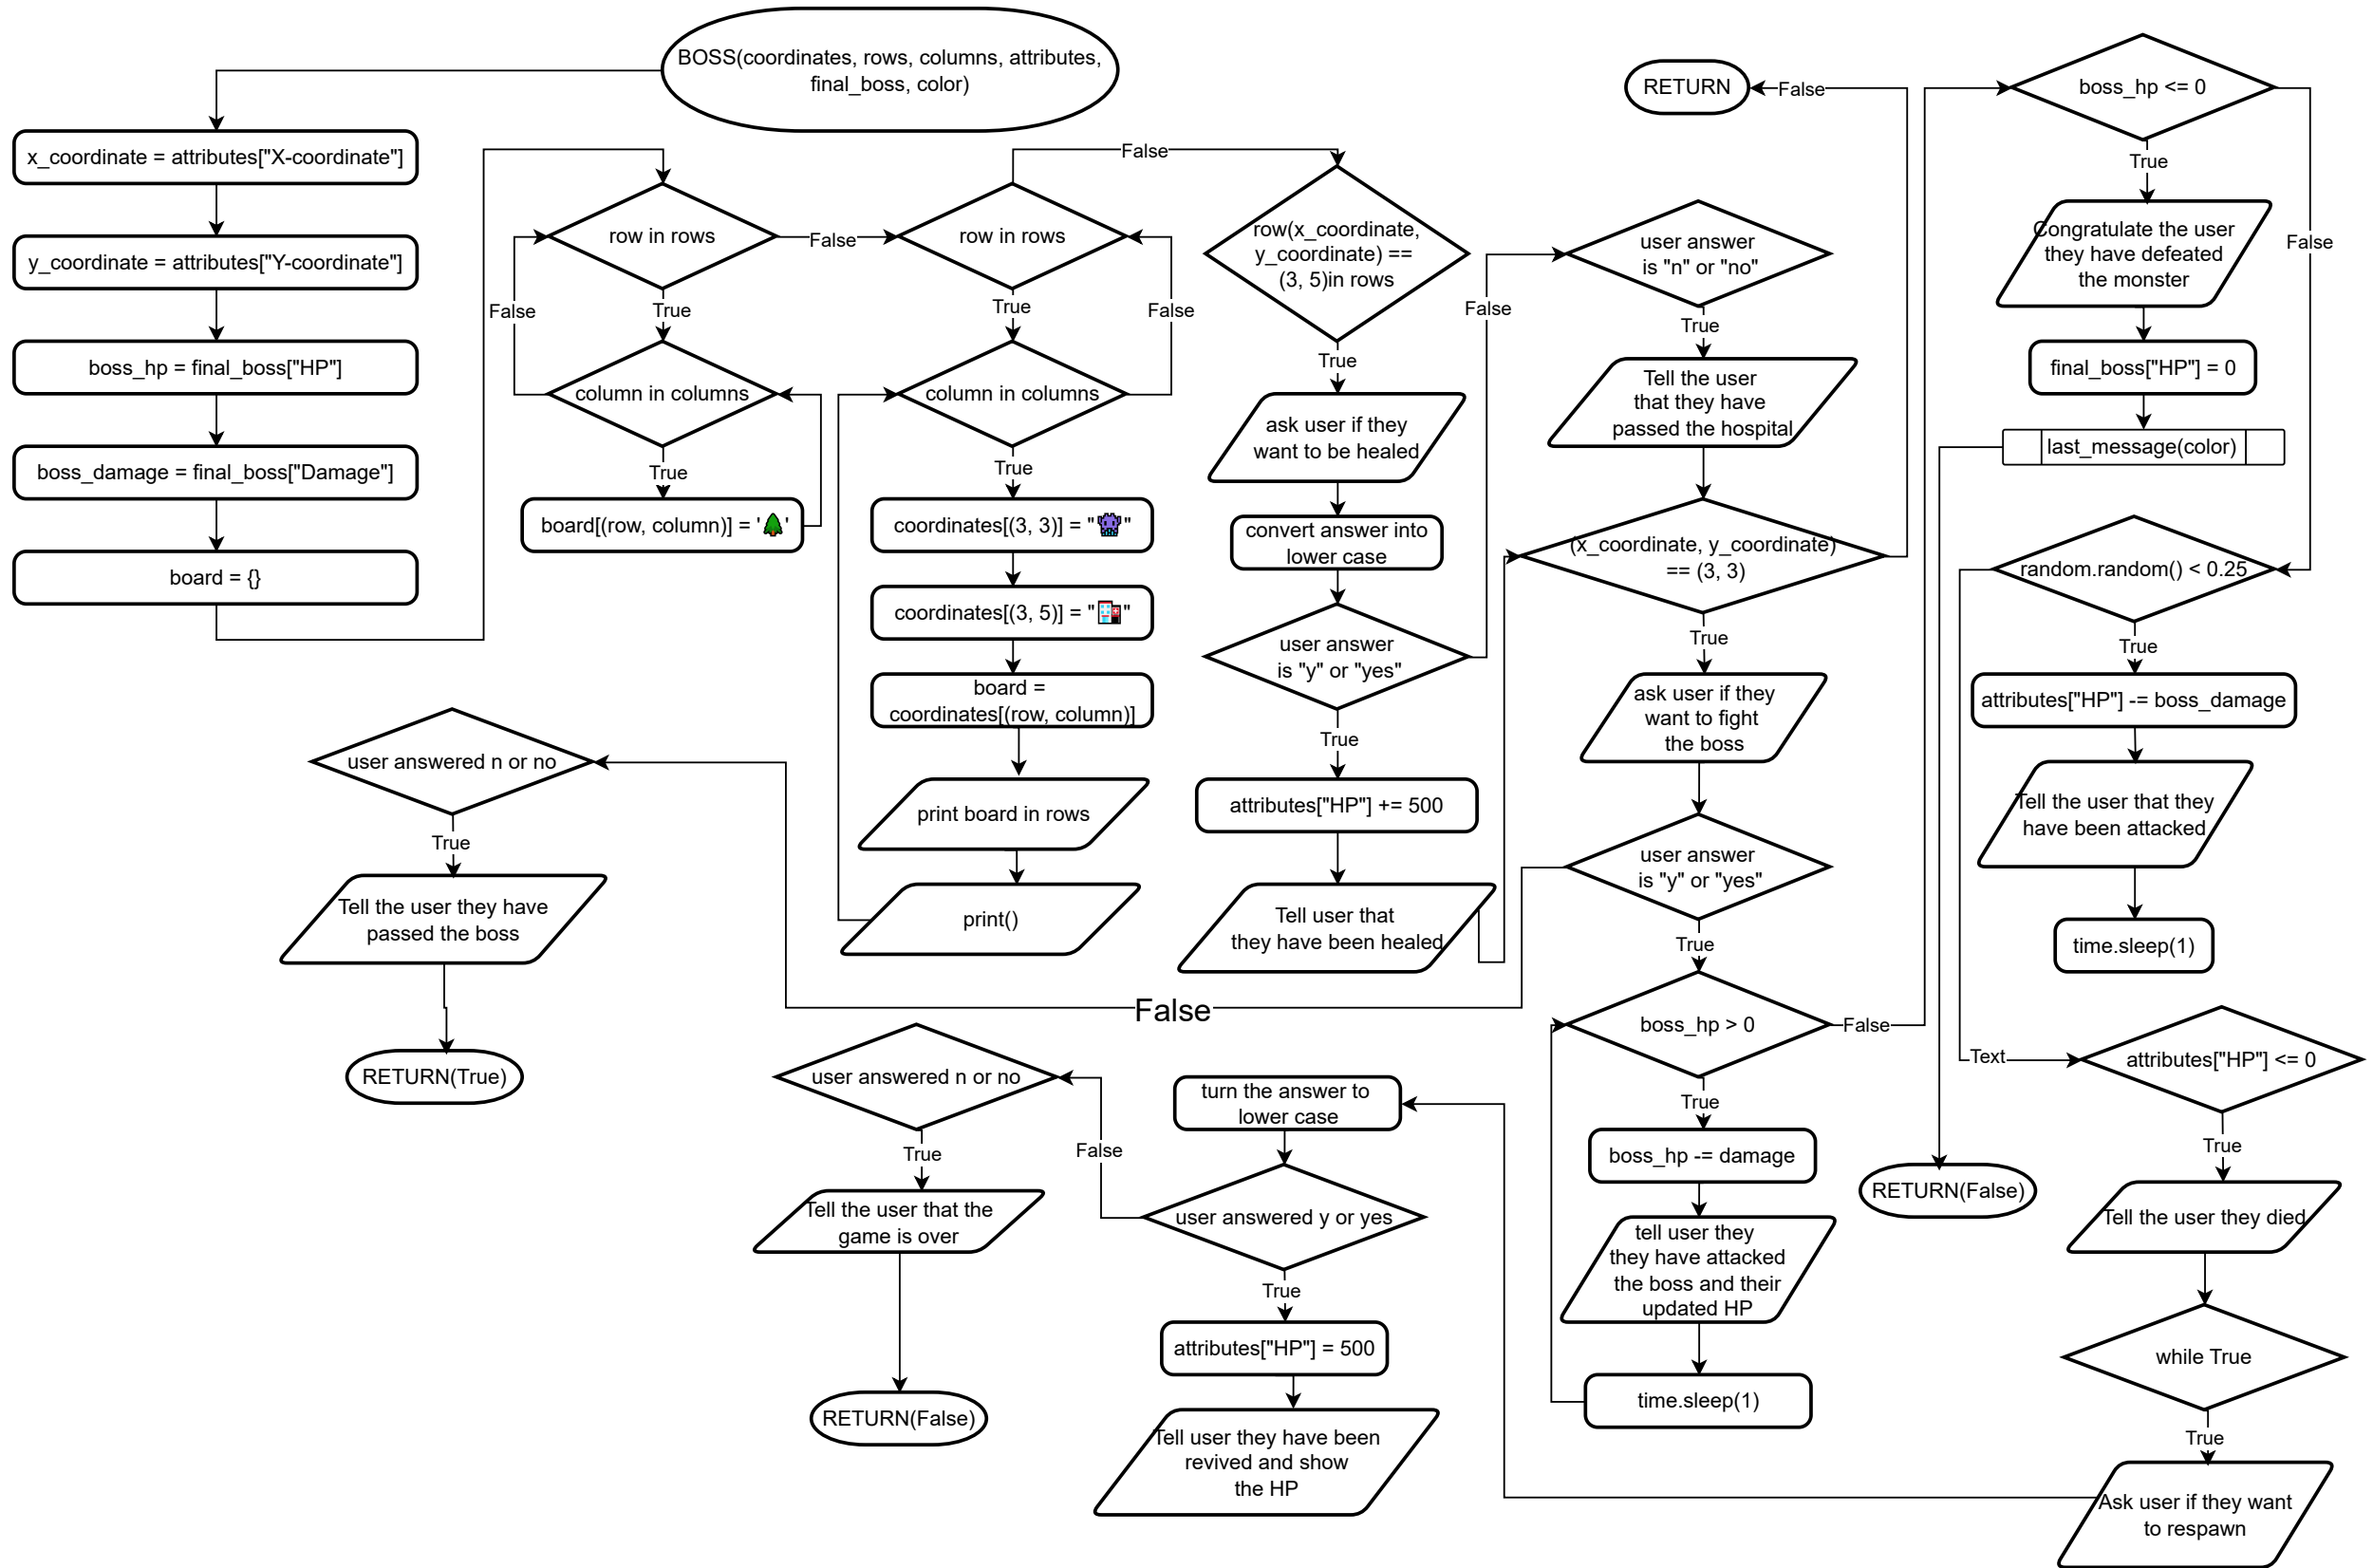 BOSS(coordinates, rows, columns, attributes,
final_boss, color)
x_coordinate = attributes["X-coordinate"]
y_coordinate = attributes["Y-coordinate"]
boss_hp = final_boss["HP"]
boss_damage = final_boss["Damage"]
board = {}
row in rows
False
True
False
column in columns
True
board[(row, column)] = '🌲'
row in rows
False
True
False
column in columns
True
coordinates[(3, 3)] = "👾"
coordinates[(3, 5)] = "🏥"
board =
coordinates[(row, column)]
print board in rows
print()
row(x_coordinate,
y_coordinate) ==
(3, 5)in rows
True
ask user if they
want to be healed
convert answer into
lower case
user answer
is "y" or "yes"
False
True
attributes["HP"] += 500
Tell user that
they have been healed
RETURN
False
user answer
is "n" or "no"
True
Tell the user
that they have
passed the hospital
(x_coordinate, y_coordinate)
== (3, 3)
True
ask user if they
want to fight
the boss
user answer
is "y" or "yes"
True
False
boss_hp > 0
False
True
boss_hp -= damage
tell user they
they have attacked
the boss and their
updated HP
time.sleep(1)
user answered n or no
True
Tell the user they have
passed the boss
RETURN(True)
boss_hp <= 0
True
False
Congratulate the user
they have defeated
the monster
final_boss["HP"] = 0
last_message(color)
RETURN(False)
random.random() < 0.25
True
attributes["HP"] -= boss_damage
Tell the user that they
have been attacked
time.sleep(1)
Text
attributes["HP"] <= 0
True
Tell the user they died
while True
True
Ask user if they want
to respawn
turn the answer to
lower case
user answered y or yes
False
True
attributes["HP"] = 500
Tell user they have been
revived and show
the HP
user answered n or no
True
Tell the user that the
game is over
RETURN(False)